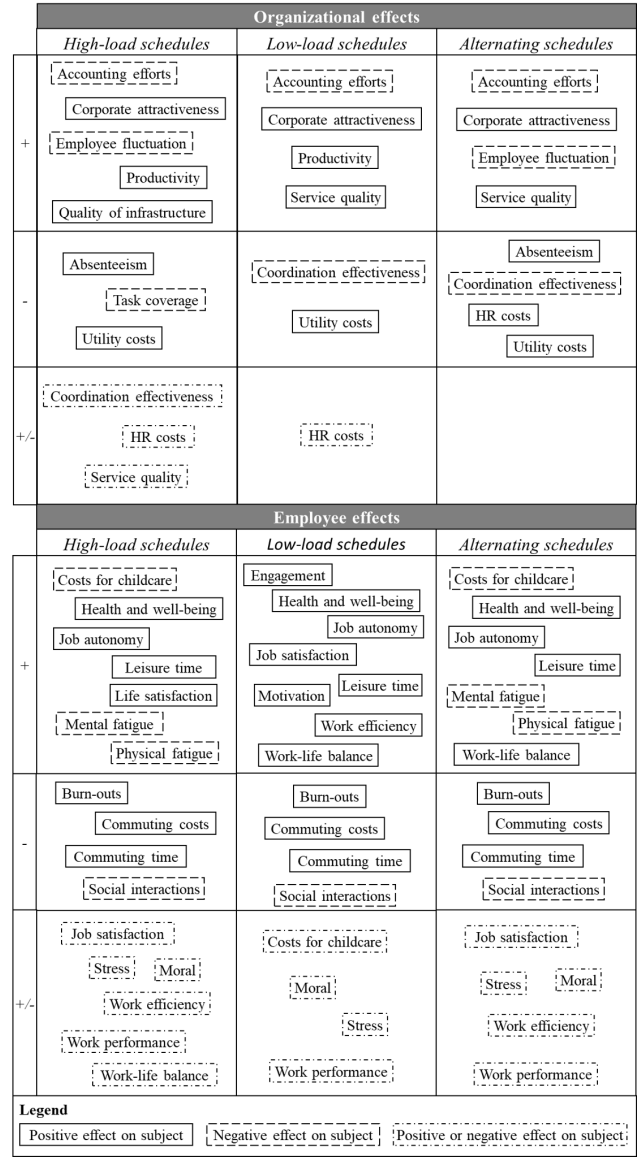 Organizational effects
High-load schedules Low-load schedules Alternating schedules
+
Accounting efforts
Corporate attractiveness
Employee fluctuation
Productivity
Quality of infrastructure
Accounting efforts
Corporate attractiveness
Productivity
Service quality
Accounting efforts
Corporate attractiveness
Employee fluctuation
Service quality
-
Absenteeism
Task coverage
Utility costs
Coordination effectiveness
Utility costs
Absenteeism
Coordination effectiveness
HR costs
Utility costs
+/-
Coordination effectiveness
HR costs
Service quality
HR costs
Employee effects
High-load schedules Low-load schedules Alternating schedules
+
Costs for childcare
Health and well-being
Job autonomy
Leisure time
Life satisfaction
Mental fatigue
Physical fatigue
Engagement
Health and well-being
Job autonomy
Job satisfaction
Leisure time
Motivation
Work efficiency
Work-life balance
Costs for childcare
Health and well-being
Job autonomy
Leisure time
Mental fatigue
Physical fatigue
Work-life balance
-
Burn-outs
Commuting costs
Commuting time
Social interactions
Burn-outs
Commuting costs
Commuting time
Social interactions
Burn-outs
Commuting costs
Commuting time
Social interactions
+/-
Job satisfaction
Stress Moral
Work efficiency
Work performance
Work-life balance
Costs for childcare
Moral
Stress
Work performance
Job satisfaction
Stress Moral
Work efficiency
Work performance
Legend
Positive effect on subject Negative effect on subject Positive or negative effect on subject